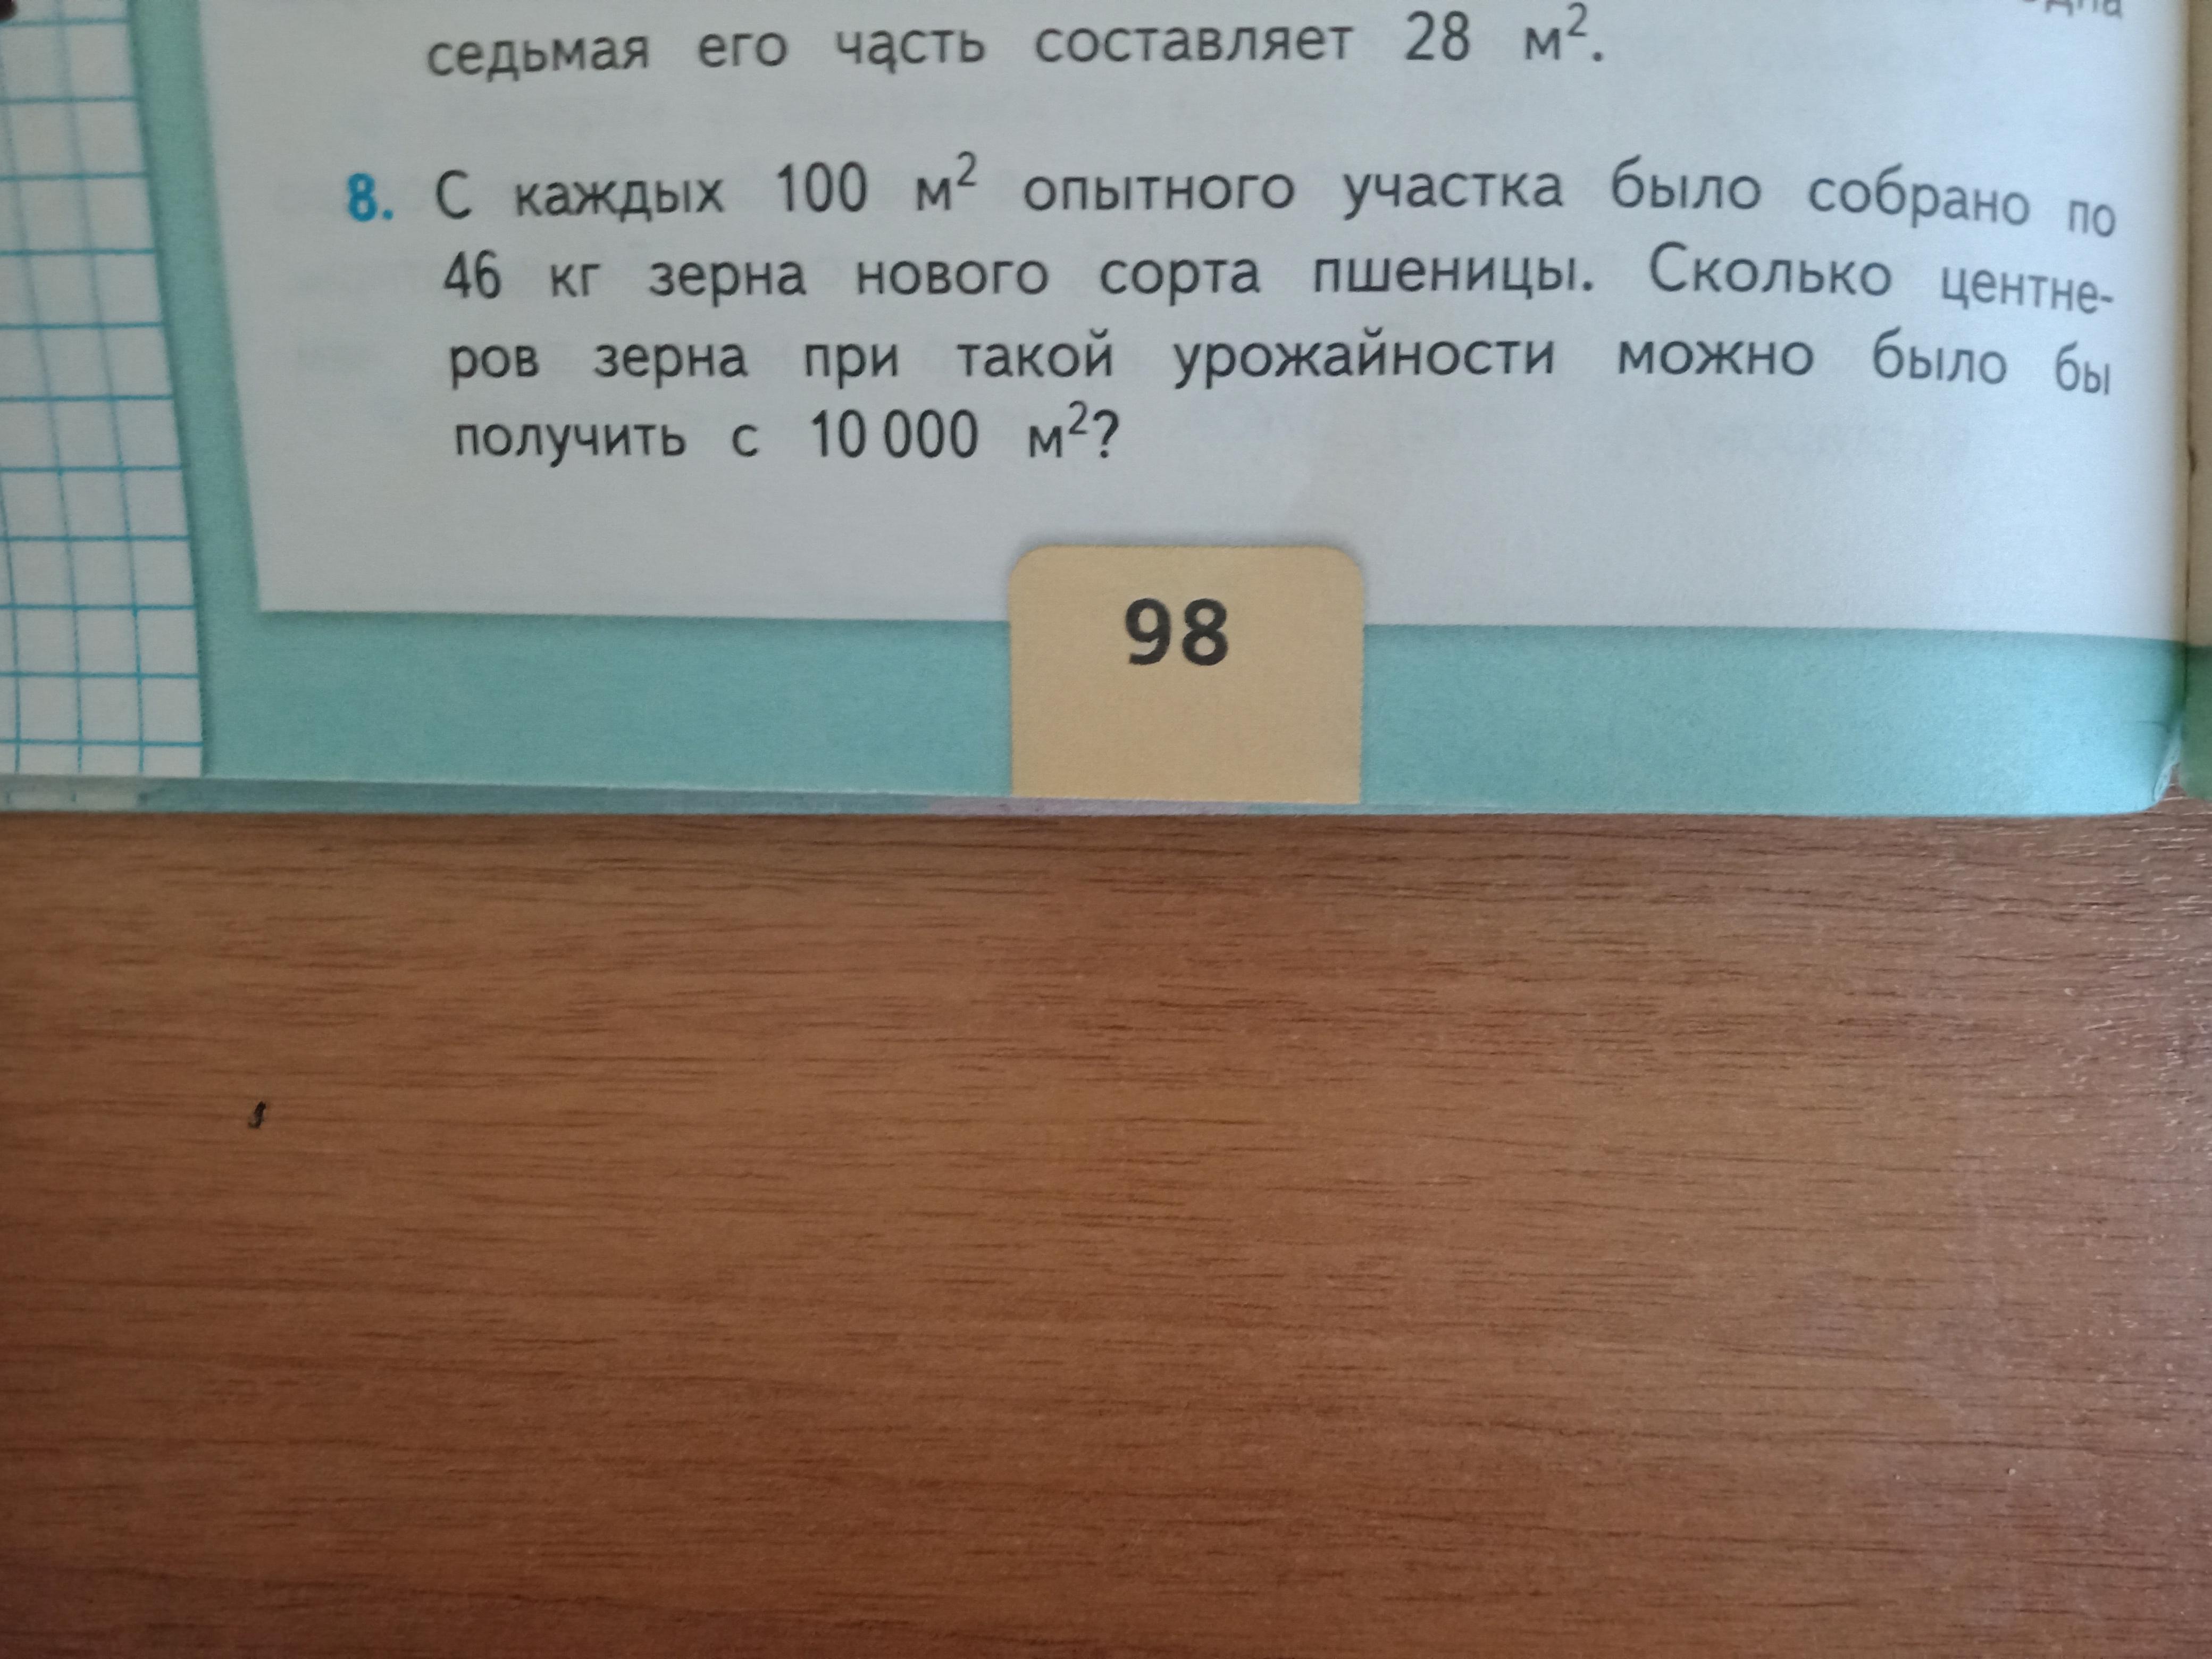 седьмая его часть составляет 28 м².
8. С каждых 100 м² опытного участка было собрано по
46 кг зерна нового сорта пшеницы. Сколько центне-
ров зерна при такой урожайности можно было бы
получить с 10 000 м²?
98